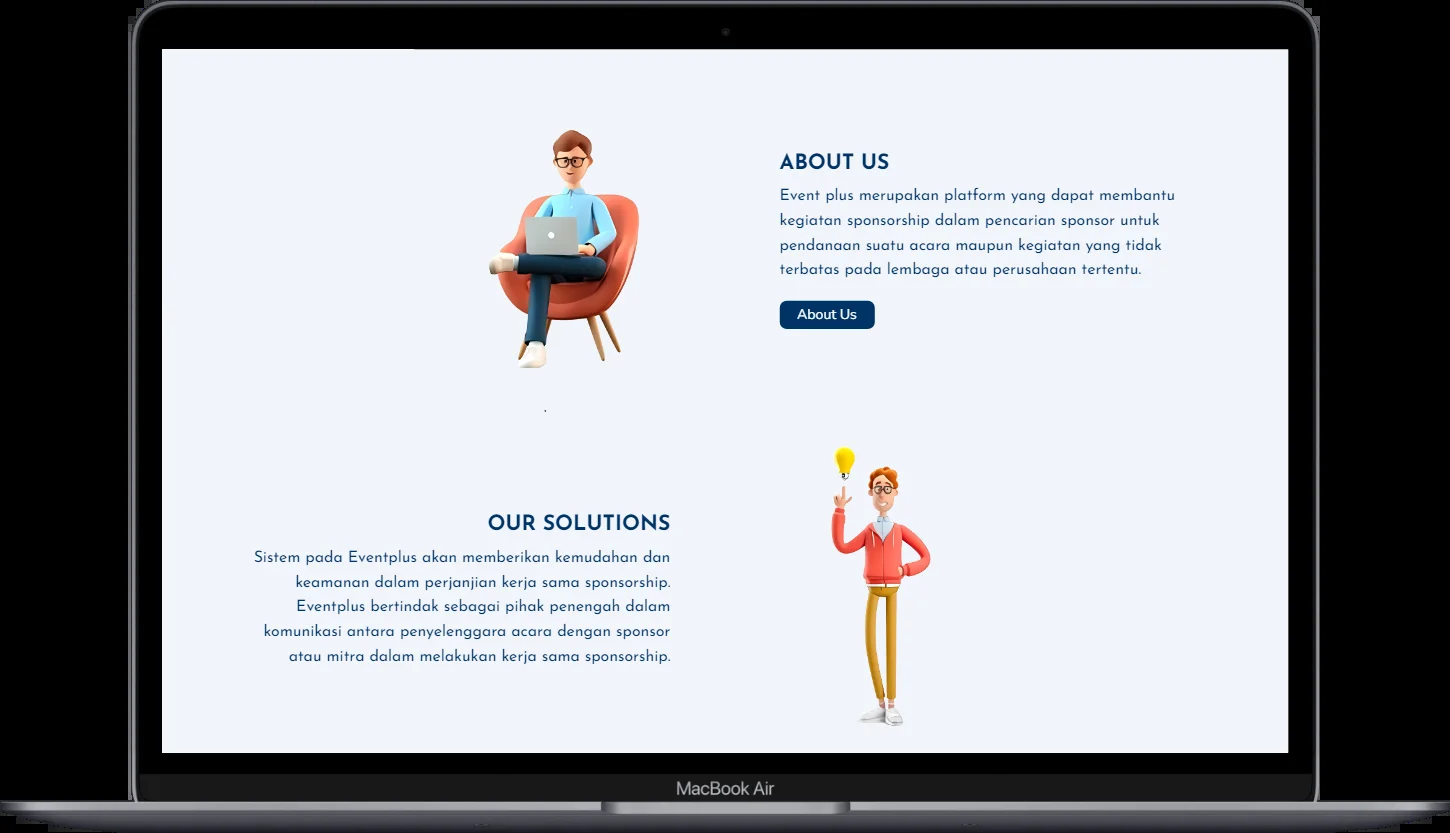 ABOUT US
Event plus merupakan platform yang dapat membantu
kegiatan sponsorship dalam pencarian sponsor untuk
pendanaan suatu acara maupun kegiatan yang tidak
terbatas pada lembaga atau perusahaan tertentu.
About Us
.
OUR SOLUTIONS
Sistem pada Eventplus akan memberikan kemudahan dan
keamanan dalam perjanjian kerja sama sponsorship.
Eventplus bertindak sebagai pihak penengah dalam
komunikasi antara penyelenggara acara dengan sponsor
atau mitra dalam melakukan kerja sama sponsorship.
MacBook Air